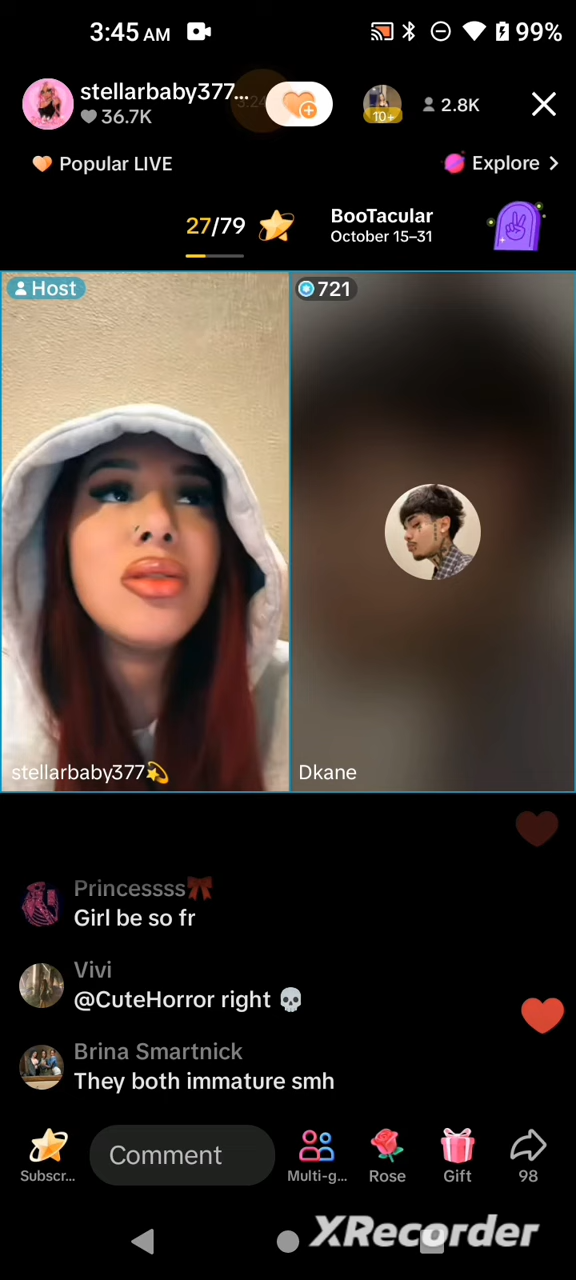 3:45 AM
99%
stellarbaby377...
36.7K
10+
2.8K
Popular LIVE
Explore >
27/79
BooTacular
October 15–31
Host
721
stellarbaby377💫
Dkane
Princessss🎀
Girl be so fr
Vivi
@CuteHorror right 💀
Brina Smartnick
They both immature smh
Subscr...
Comment
Multi-g...
Rose
Gift
98
XRecorder